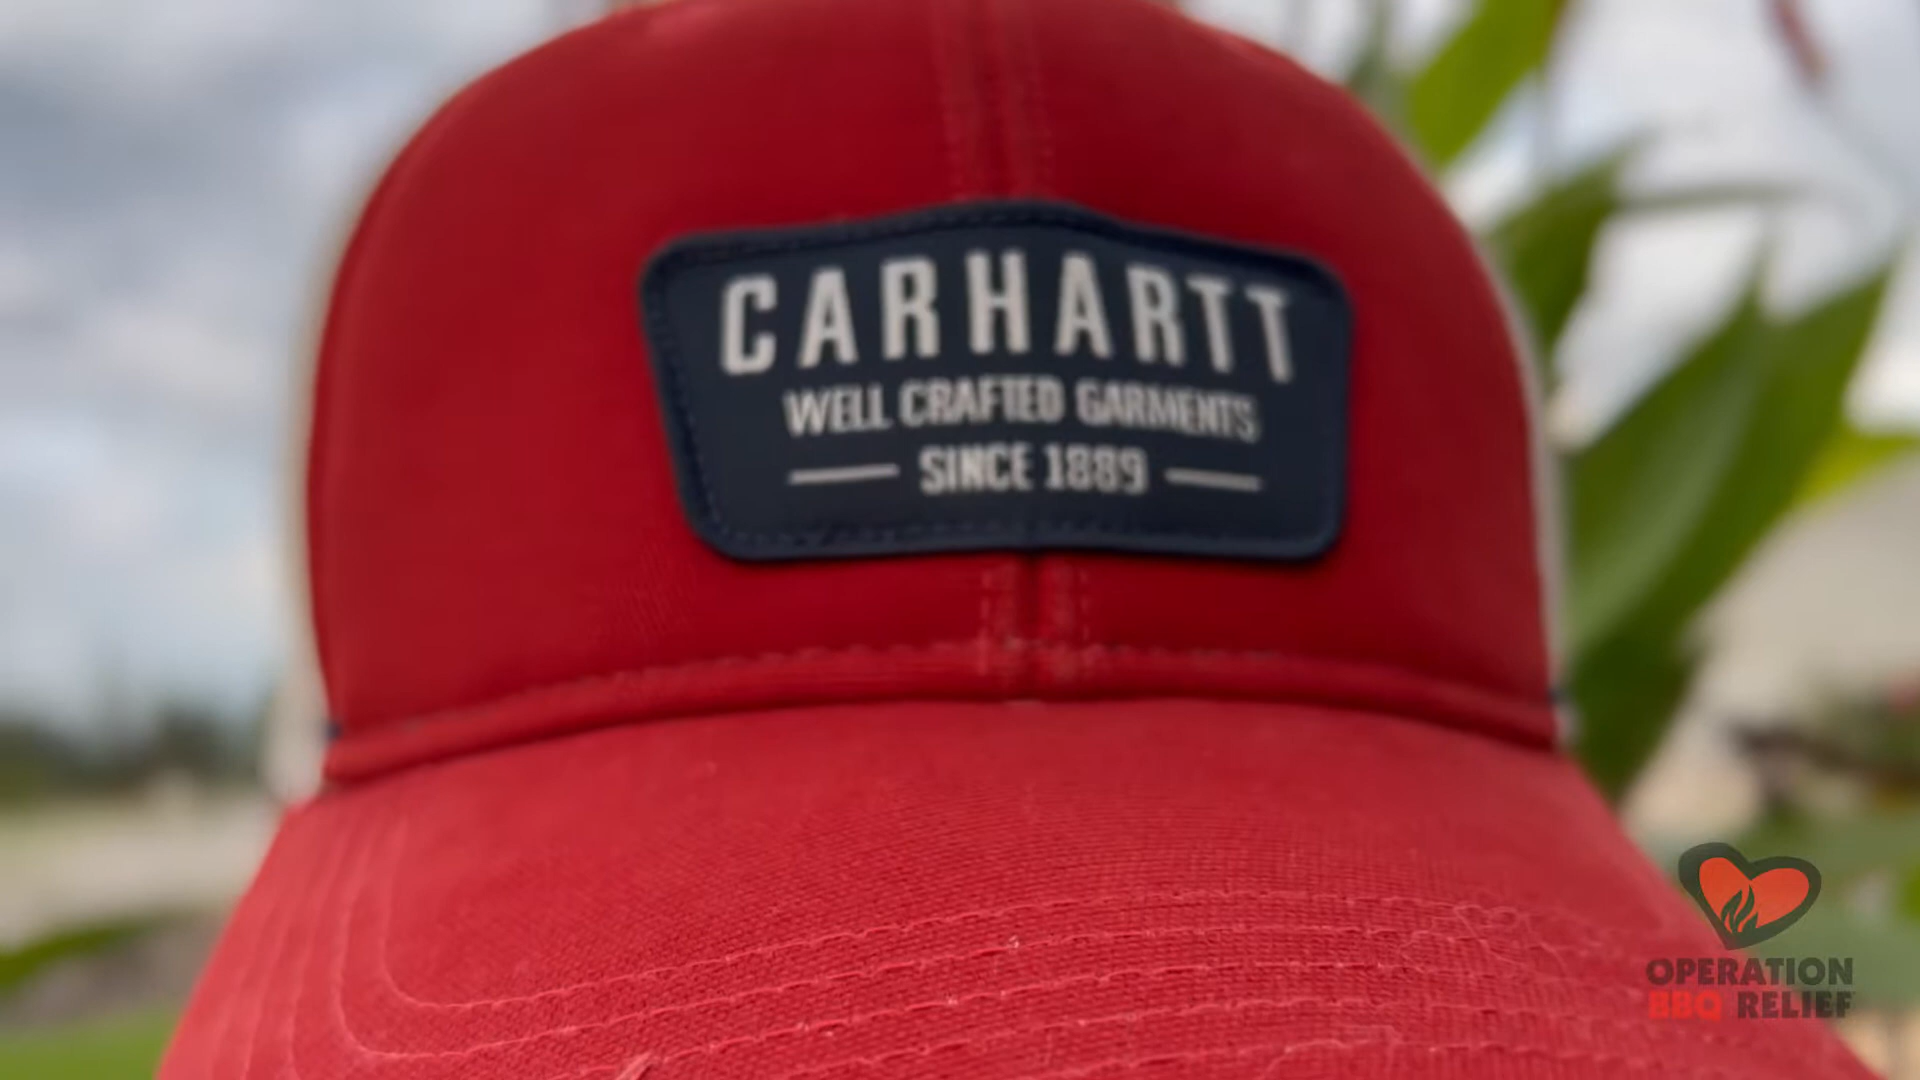 CARHARTT
WELL CRAFTED GARMENTS
SINCE 1889
OPERATION
BBQ RELIEF